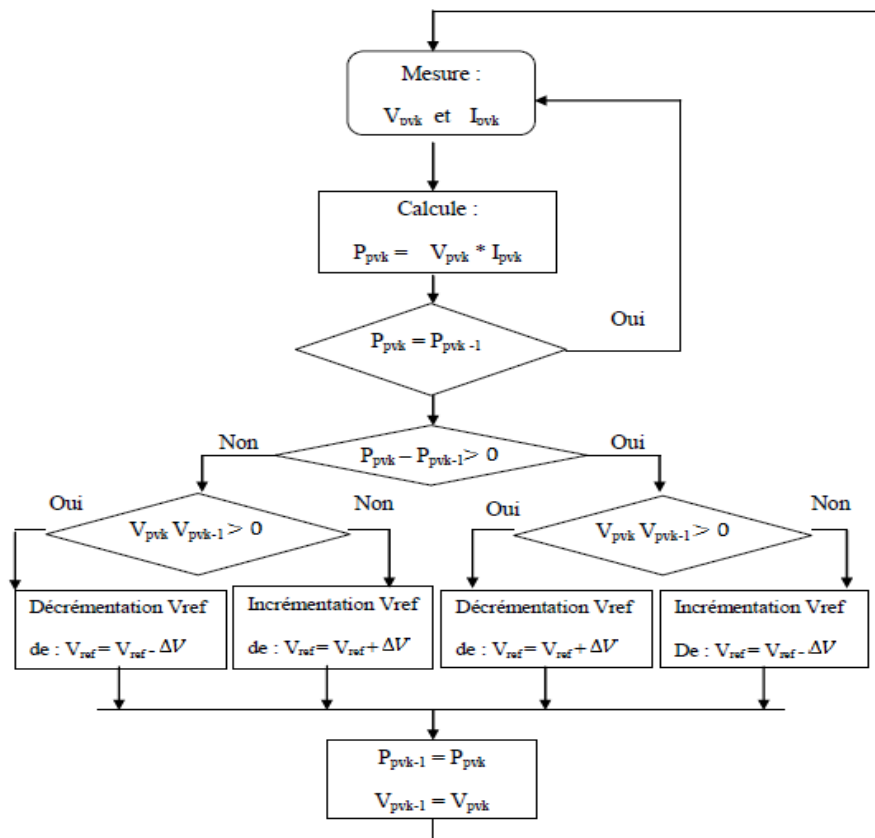 Mesure :
Vpvk et Ipvk
Calcule :
Ppvk = Vpvk * Ipvk
Oui
Ppvk = Ppvk -1
Non
Oui
Ppvk – Ppvk-1 > 0
Oui
Non
Oui
Non
Vpvk Vpvk-1 > 0
Vpvk Vpvk-1 > 0
Décrémentation Vref
de : Vref = Vref - ΔV
Incrémentation Vref
de : Vref = Vref + ΔV
Décrémentation Vref
de : Vref = Vref + ΔV
Incrémentation Vref
De : Vref = Vref - ΔV
Ppvk-1 = Ppvk
Vpvk-1 = Vpvk